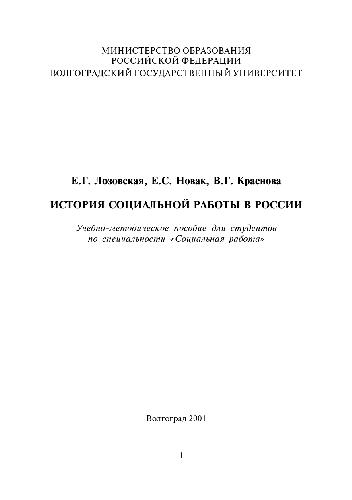 МИНИСТЕРСТВО ОБРАЗОВАНИЯ
РОССИЙСКОЙ ФЕДЕРАЦИИ
ВОЛГОГРАДСКИЙ ГОСУДАРСТВЕННЫЙ УНИВЕРСИТЕТ
Е.Г. Лозовская, Е.С. Новак, В.Г. Краснова
ИСТОРИЯ СОЦИАЛЬНОЙ РАБОТЫ В РОССИИ
Учебно-методическое пособие для студентов
по специальности «Социальная работа»
Волгоград 2001
1